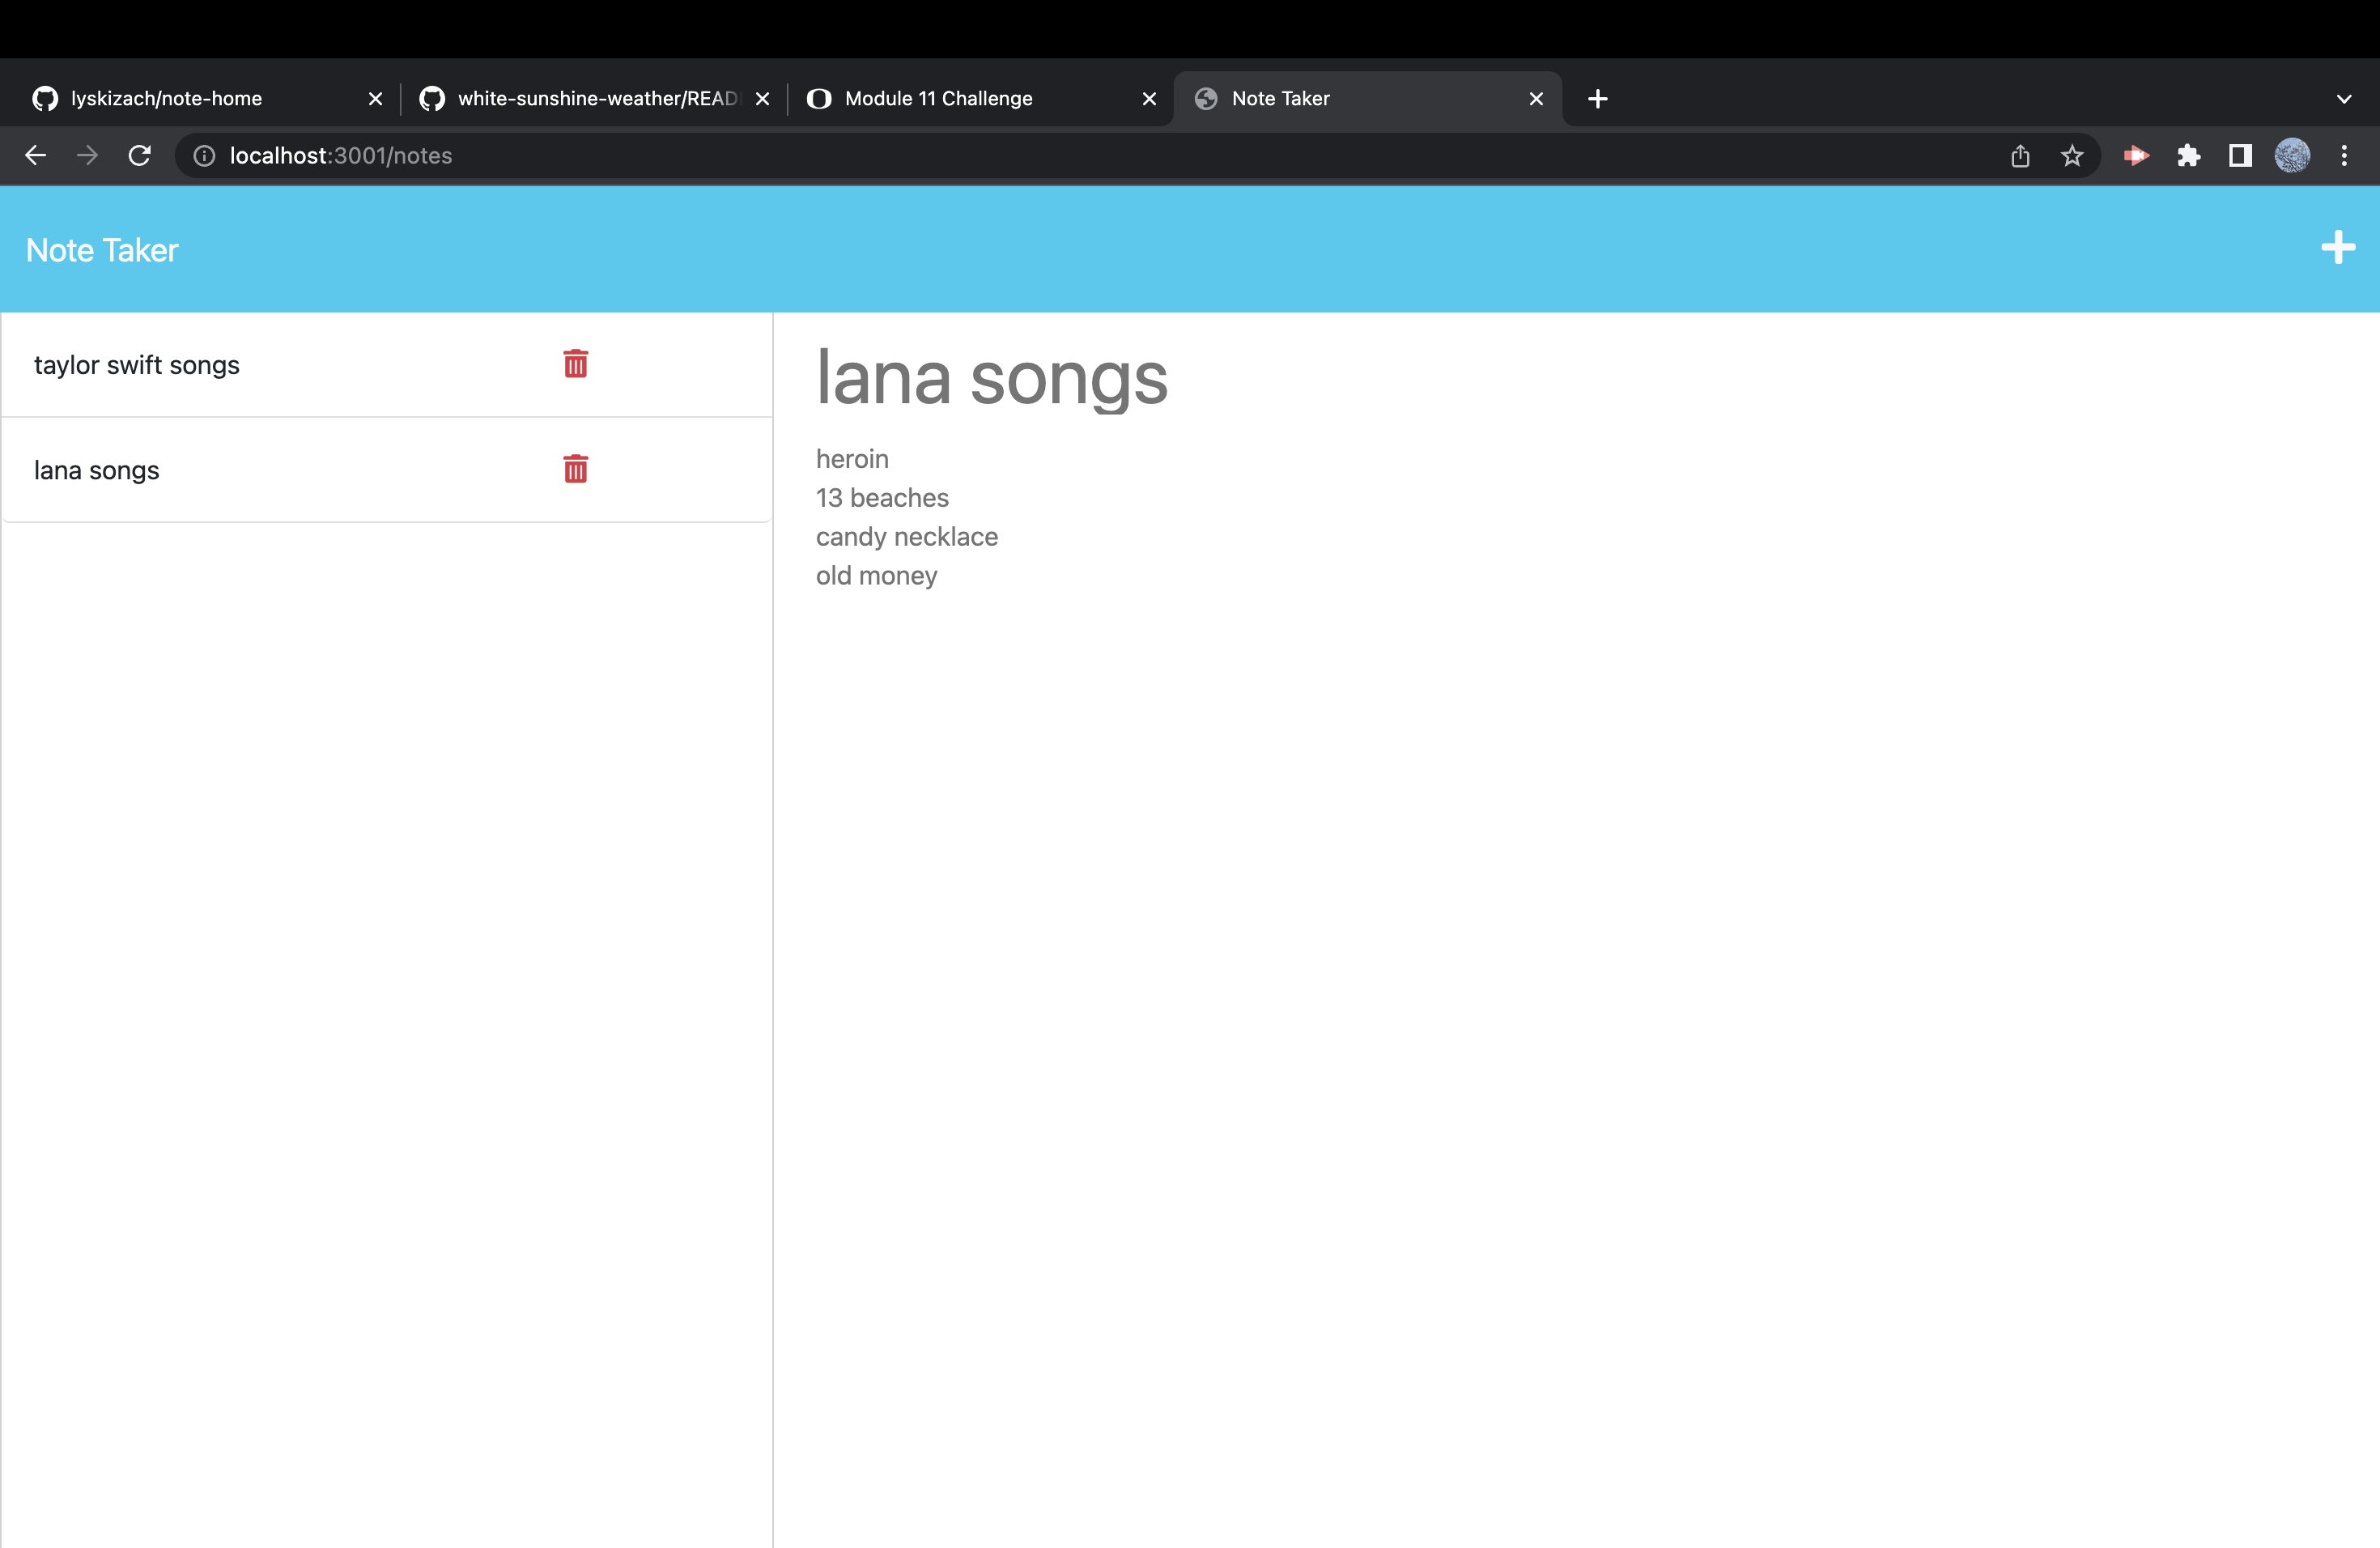 lyskizach/note-home
white-sunshine-weather/READ
Module 11 Challenge
Note Taker
localhost:3001/notes
Note Taker
taylor swift songs
lana songs
lana songs
heroin
13 beaches
candy necklace
old money